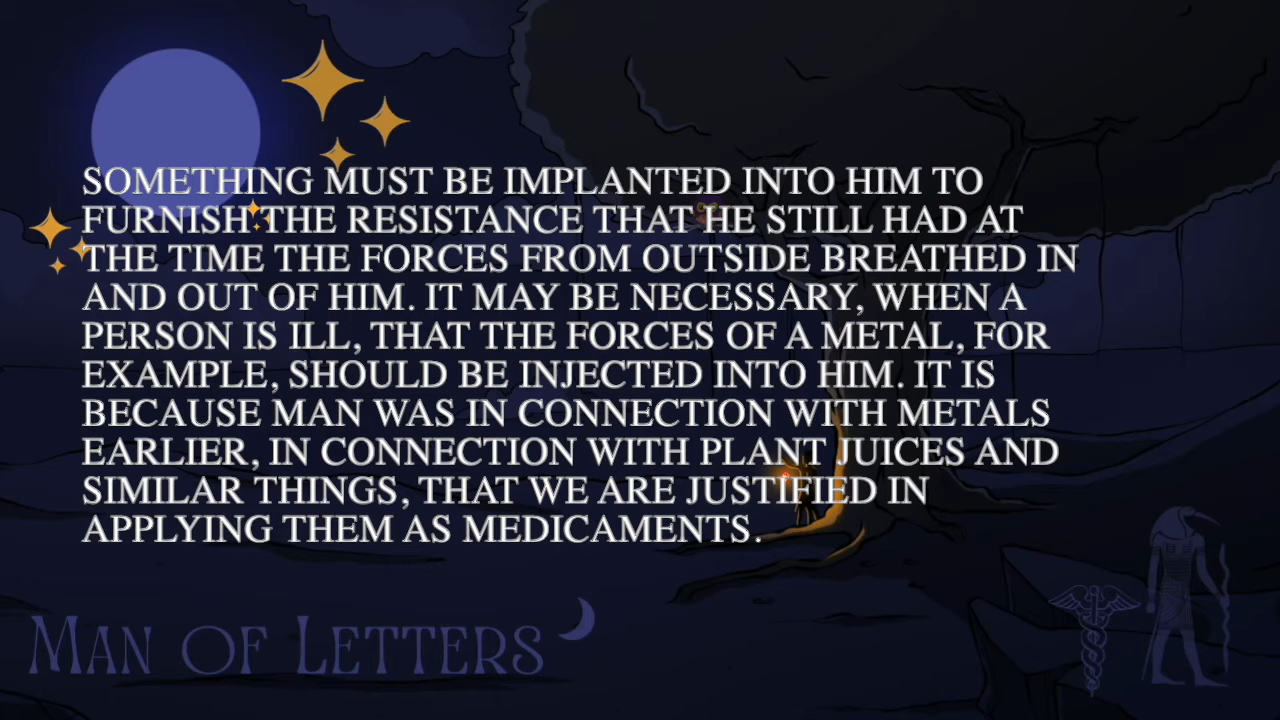 SOMETHING MUST BE IMPLANTED INTO HIM TO
FURNISH THE RESISTANCE THAT HE STILL HAD AT
THE TIME THE FORCES FROM OUTSIDE BREATHED IN
AND OUT OF HIM. IT MAY BE NECESSARY, WHEN A
PERSON IS ILL, THAT THE FORCES OF A METAL, FOR
EXAMPLE, SHOULD BE INJECTED INTO HIM. IT IS
BECAUSE MAN WAS IN CONNECTION WITH METALS
EARLIER, IN CONNECTION WITH PLANT JUICES AND
SIMILAR THINGS, THAT WE ARE JUSTIFIED IN
APPLYING THEM AS MEDICAMENTS.
MAN OF LETTERS